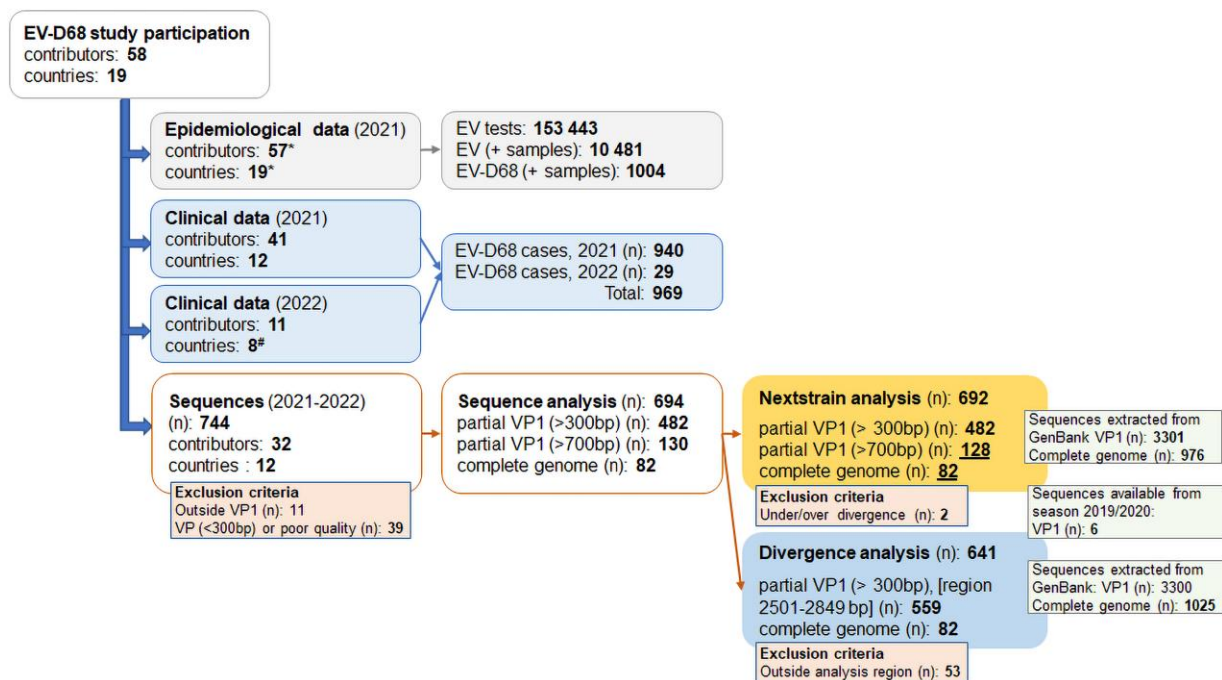 EV-D68 study participation
contributors: 58
countries: 19
Epidemiological data (2021)
contributors: 57*
countries: 19*
EV tests: 153 443
EV (+ samples): 10 481
EV-D68 (+ samples): 1004
Clinical data (2021)
contributors: 41
countries: 12
Clinical data (2022)
contributors: 11
countries: 8#
EV-D68 cases, 2021 (n): 940
EV-D68 cases, 2022 (n): 29
Total: 969
Sequences (2021-2022)
(n): 744
contributors: 32
countries : 12
Exclusion criteria
Outside VP1 (n): 11
VP (<300bp) or poor quality (n): 39
Sequence analysis (n): 694
partial VP1 (>300bp) (n): 482
partial VP1 (>700bp) (n): 130
complete genome (n): 82
Nextstrain analysis (n): 692
partial VP1 (> 300bp) (n): 482
partial VP1 (>700bp) (n): 128
complete genome (n): 82
Exclusion criteria
Under/over divergence (n): 2
Sequences extracted from
GenBank VP1 (n): 3301
Complete genome (n): 976
Sequences available from
season 2019/2020:
VP1 (n): 6
Divergence analysis (n): 641
partial VP1 (> 300bp), [region
2501-2849 bp] (n): 559
complete genome (n): 82
Exclusion criteria
Outside analysis region (n): 53
Sequences extracted from
GenBank: VP1 (n): 3300
Complete genome (n): 1025